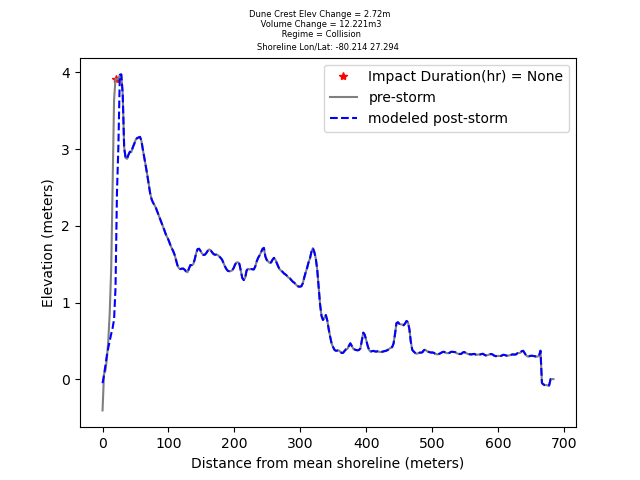 Dune Crest Elev Change = 2.72m
Volume Change = 12.221m3
Regime = Collision
Shoreline Lon/Lat: -80.214 27.294
Impact Duration(hr) = None
pre-storm
modeled post-storm
4
3
2
1
0
Elevation (meters)
0 100 200 300 400 500 600 700
Distance from mean shoreline (meters)